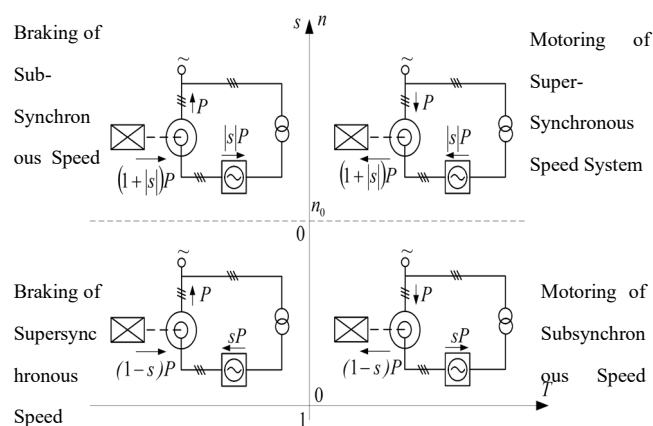 Braking of
Sub-
Synchron
ous Speed
s
n
Motoring of
Super-
Synchronous
Speed System
~
P
|s|P
(1+|s|)P
~
P
|s|P
(1+|s|)P
n₀
0
Braking of
Supersync
hronous
Speed
~
P
sP
(1−s)P
~
P
sP
(1−s)P
Motoring of
Subsynchron
ous Speed
T
0
1